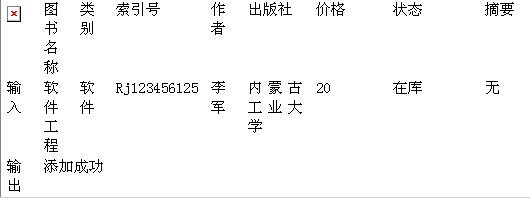 图 类 索引号 作 出版社 价格 状态 摘要
书 别 者
名
称
输 软 软 Rj123456125 李 内蒙古 20 在库 无
入 件 件 军 工业大
工 学
程
输 添加成功
出